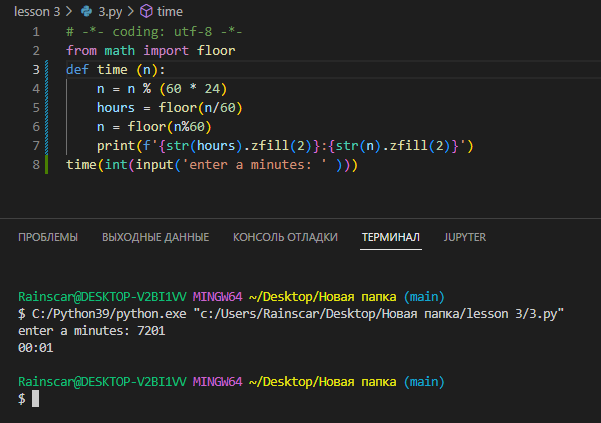 lesson 3 > 3.py > time
1 # -*- coding: utf-8 -*-
2 from math import floor
3 def time (n):
4     n = n % (60 * 24)
5     hours = floor(n/60)
6     n = floor(n%60)
7     print(f'{str(hours).zfill(2)}:{str(n).zfill(2)}')
8 time(int(input('enter a minutes: ' )))
ПРОБЛЕМЫ ВЫХОДНЫЕ ДАННЫЕ КОНСОЛЬ ОТЛАДКИ ТЕРМИНАЛ JUPYTER
Rainscar@DESKTOP-V2BI1VV MINGW64 ~/Desktop/Новая папка (main)
$ C:/Python39/python.exe "c:/Users/Rainscar/Desktop/Новая папка/lesson 3/3.py"
enter a minutes: 7201
00:01
Rainscar@DESKTOP-V2BI1VV MINGW64 ~/Desktop/Новая папка (main)
$